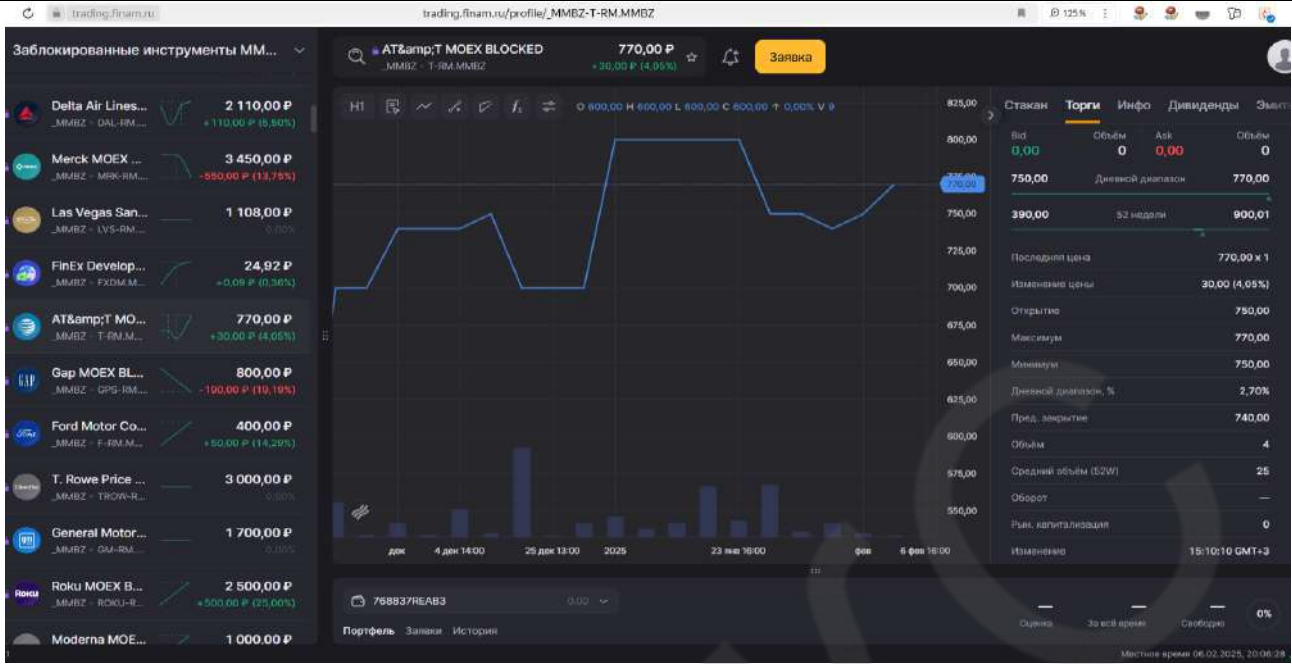 trading.finam.ru
trading.finam.ru/profile/_MMBZ-T-RM.MMBZ
125 %
Заблокированные инструменты MM...
AT&amp;T MOEX BLOCKED
_MMBZ - T-RM.MMBZ
770,00 ₽
+30,00 ₽ (4,05%)
Заявка
Delta Air Lines...
2 110,00 ₽
_MMBZ - DAL-RM....
+110,00 ₽ (5,50%)
Merck MOEX ...
3 450,00 ₽
_MMBZ - MRK-RM....
-550,00 ₽ (13,75%)
Las Vegas San...
1 108,00 ₽
_MMBZ - LVS-RM....
0,00%
FinEx Develop...
24,92 ₽
_MMBZ - FXDM.M...
+0,09 ₽ (0,36%)
AT&amp;T MO...
770,00 ₽
_MMBZ - T-RM.M...
+30,00 ₽ (4,05%)
Gap MOEX BL...
800,00 ₽
_MMBZ - GPS-RM....
-190,00 ₽ (19,19%)
GAP
Ford Motor Co...
400,00 ₽
_MMBZ - F-RM.M...
+50,00 ₽ (14,29%)
T. Rowe Price ...
3 000,00 ₽
_MMBZ - TROW-R...
0,00%
General Motor...
1 700,00 ₽
_MMBZ - GM-RM....
0,00%
Roku MOEX B...
2 500,00 ₽
_MMBZ - ROKU-R...
+500,00 ₽ (25,00%)
ROKU
Moderna MOE...
1 000,00 ₽
H1
O 600,00 H 600,00 L 600,00 C 600,00 ↑ 0,00% V 9
825,00
800,00
770,00
750,00
725,00
700,00
675,00
650,00
625,00
600,00
575,00
550,00
дек
4 дек 14:00
25 дек 13:00
2025
23 янв 16:00
фев
6 фев 16:00
Стакан
Торги
Инфо
Дивиденды
Bid
Объём
Ask
Объём
0,00
0
0,00
0
750,00
Дневной диапазон
770,00
390,00
52 недели
900,01
Последняя цена
770,00 x 1
Изменение цены
30,00 (4,05%)
Открытие
750,00
Максимум
770,00
Минимум
750,00
Дневной диапазон, %
2,70%
Пред. закрытие
740,00
Объём
4
Средний объём (52W)
25
Оборот
—
Рын. капитализация
0
Изменение
15:10:10 GMT+3
768837REAB3
0,00
Портфель
Заявки
История
Оценка
За всё время
Свободно
0%
Местное время 06.02.2025, 20:06:28